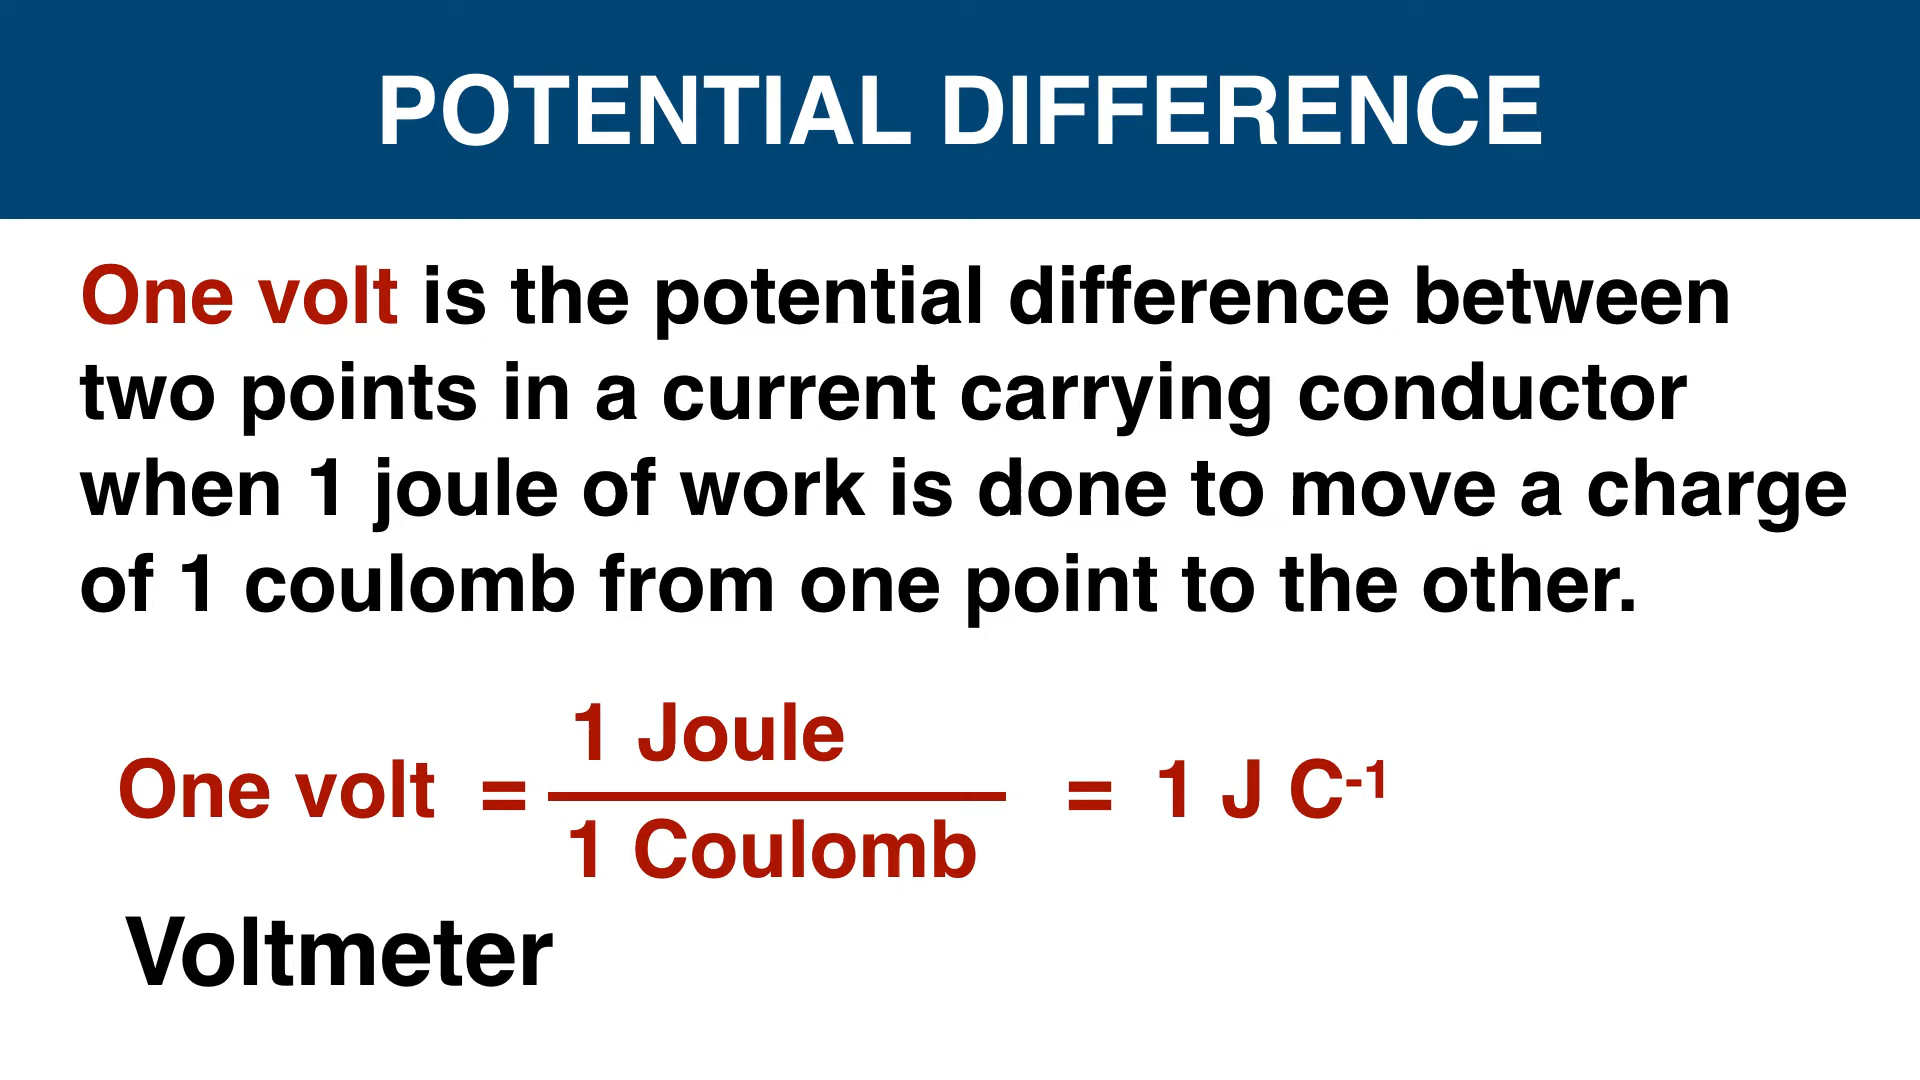 POTENTIAL DIFFERENCE
One volt is the potential difference between
two points in a current carrying conductor
when 1 joule of work is done to move a charge
of 1 coulomb from one point to the other.
1 Joule
One volt = = 1 J C-1
1 Coulomb
Voltmeter